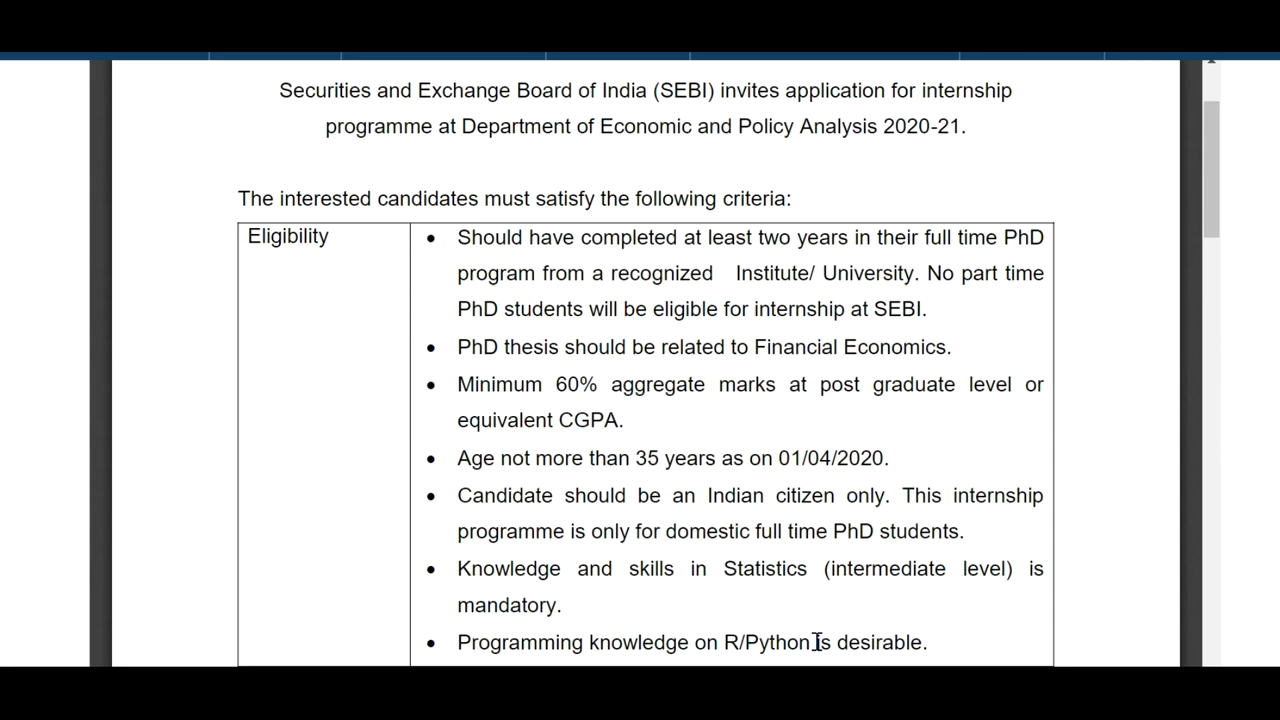 Securities and Exchange Board of India (SEBI) invites application for internship
programme at Department of Economic and Policy Analysis 2020-21.
The interested candidates must satisfy the following criteria:
Eligibility
• Should have completed at least two years in their full time PhD
program from a recognized Institute/ University. No part time
PhD students will be eligible for internship at SEBI.
• PhD thesis should be related to Financial Economics.
• Minimum 60% aggregate marks at post graduate level or
equivalent CGPA.
• Age not more than 35 years as on 01/04/2020.
• Candidate should be an Indian citizen only. This internship
programme is only for domestic full time PhD students.
• Knowledge and skills in Statistics (intermediate level) is
mandatory.
• Programming knowledge on R/Python is desirable.